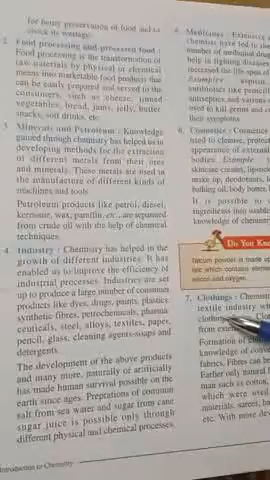 for being preservation of food and to
check its wastage.
2. Food processing and processed food :
Food processing is the transformation of
raw materials by physical or chemical
means into marketable food products that
can be easily prepared and served to the
consumers, such as cheese, tinned
vegetables, bread, jams, jelly, butter
snacks, soft drinks, etc.
3. Minerals and Petroleum : Knowledge
gained through chemistry has helped us in
developing methods for the extraction
of different metals from their ores
and minerals. These metals are used in
the manufacture of different kinds of
machines and tools.
Petroleum products like petrol, diesel,
kerosene, wax, paraffin, etc., are separated
from crude oil with the help of chemical
techniques.
4. Industry : Chemistry has helped in the
growth of different industries. It has
enabled us to improve the efficiency of
industrial processes. Industries are set
up to produce a large number of consumer
products like dyes, drugs, paints, plastics,
synthetic fibres, petrochemicals, pharma-
ceuticals, steel, alloys, textiles, paper,
pencil, glass, cleaning agents-soaps and
detergents.
The development of the above products
and many more, naturally or artificially
has made human survival possible on the
earth since ages. Preparations of common
salt from sea water and sugar from cane
sugar juice is possible only through
different physical and chemical processes.
Introduction to Chemistry
5. Medicines : Extensive
chemists have led to
number of medicinal drugs
help in fighting diseases
increased the life span
Examples
antibiotics like penicillin
antiseptics, and various
used to kill germs and
their symptoms.
6. Cosmetics : Cosmetics
used to cleanse, protect
appearance of external
bodies. Example
skincare creams, lipstick
make up, deodorants,
bathing oil, body butter,
It is possible to
ingredients into usable
knowledge of chemistry
Do You Know
Talcum powder is made up
talc which contains elements
silicon and oxygen.
7. Clothings : Chemistry
textile industry
clothings.
from
Formation of
knowledge of
fabrics. Fibres can be
Earlier only natural
man such as cotton,
which were used
materials, sarees,
etc. With more